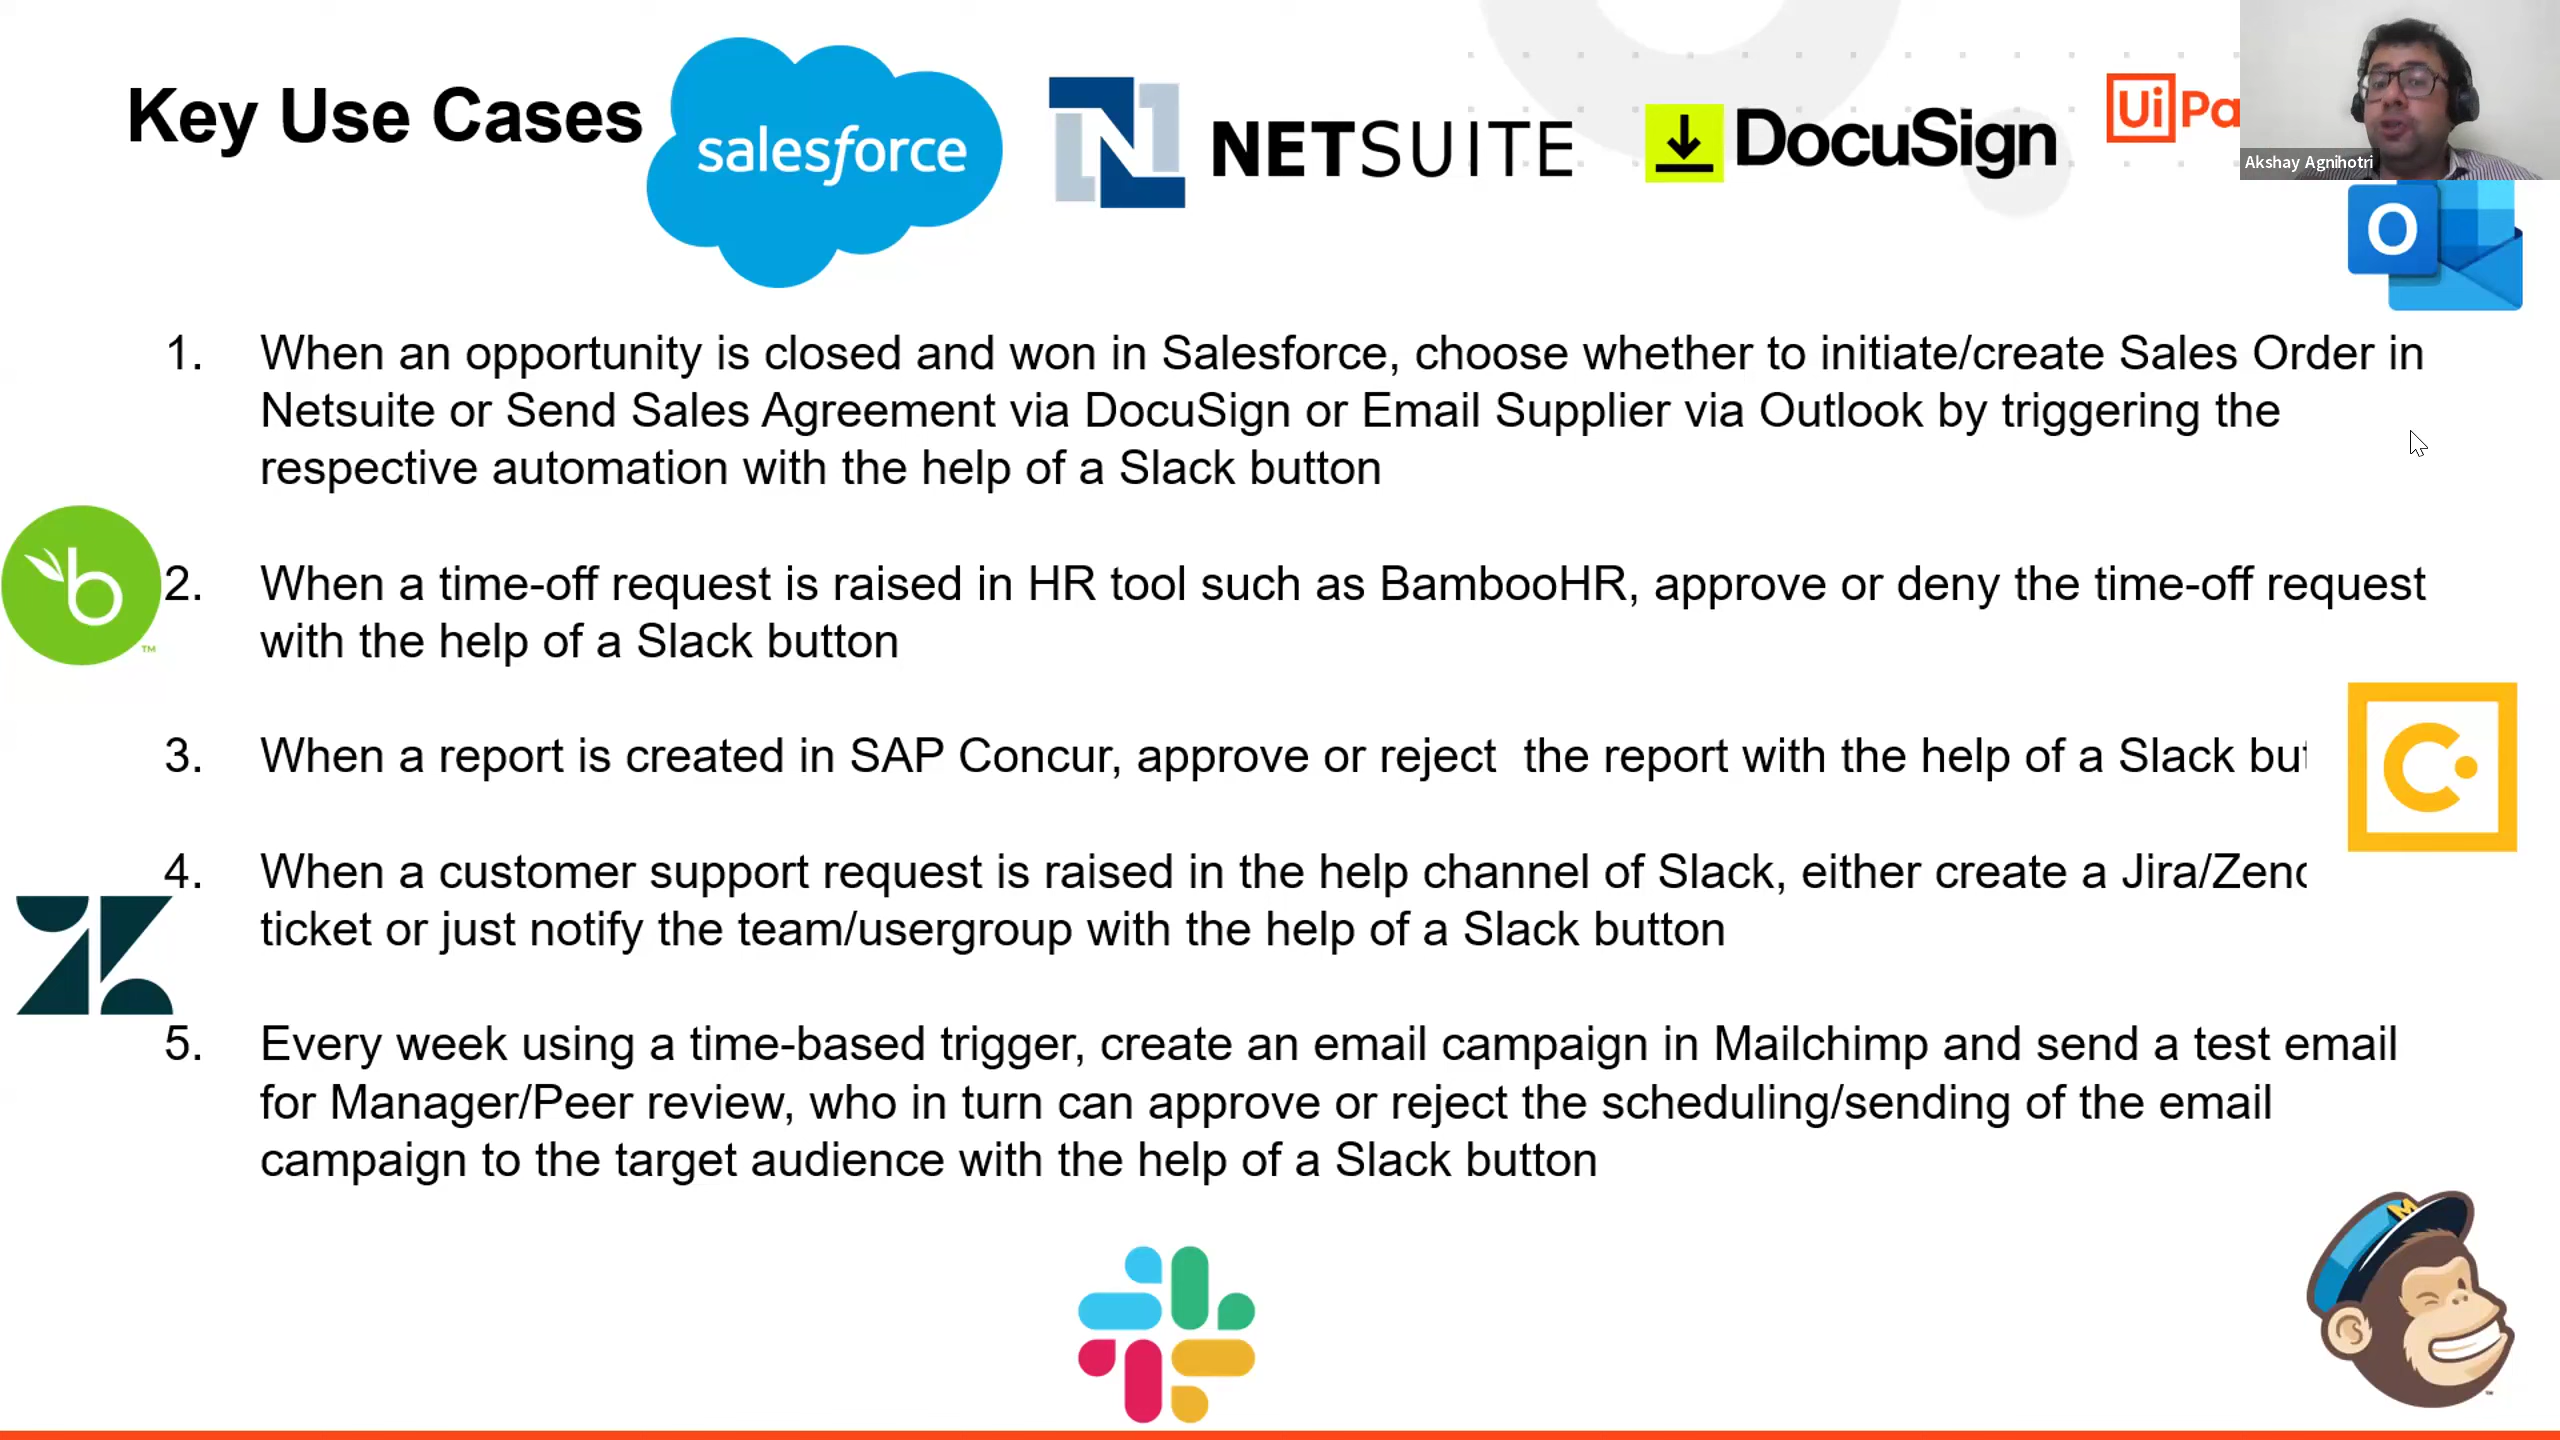 Key Use Cases
salesforce
N
NETSUITE
DocuSign
UiPa
Akshay Agnihotri
O
1. When an opportunity is closed and won in Salesforce, choose whether to initiate/create Sales Order in
Netsuite or Send Sales Agreement via DocuSign or Email Supplier via Outlook by triggering the
respective automation with the help of a Slack button
b
™
2. When a time-off request is raised in HR tool such as BambooHR, approve or deny the time-off request
with the help of a Slack button
3. When a report is created in SAP Concur, approve or reject  the report with the help of a Slack but
C
4. When a customer support request is raised in the help channel of Slack, either create a Jira/Zend
ticket or just notify the team/usergroup with the help of a Slack button
5. Every week using a time-based trigger, create an email campaign in Mailchimp and send a test email
for Manager/Peer review, who in turn can approve or reject the scheduling/sending of the email
campaign to the target audience with the help of a Slack button
M